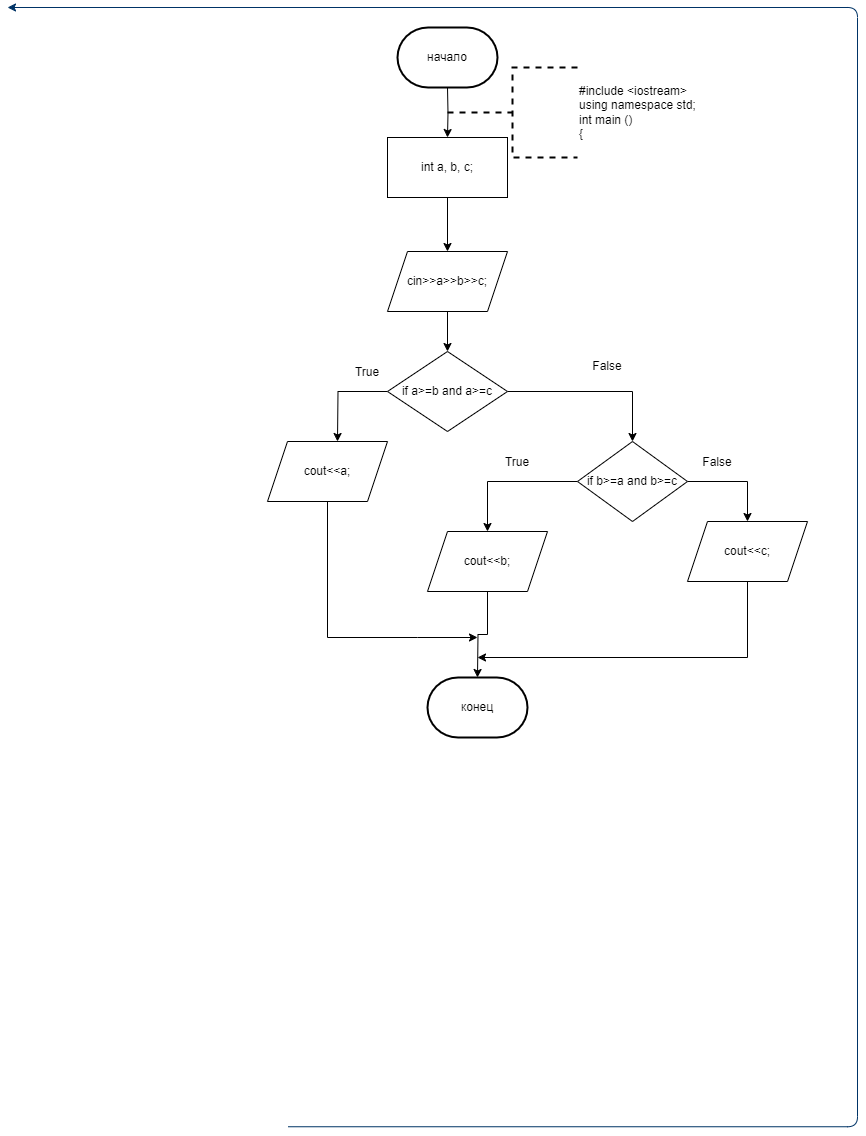 начало
#include <iostream>
using namespace std;
int main ()
{
int a, b, c;
cin>>a>>b>>c;
if a>=b and a>=c
True
False
cout<<a;
if b>=a and b>=c
True
False
cout<<b;
cout<<c;
конец